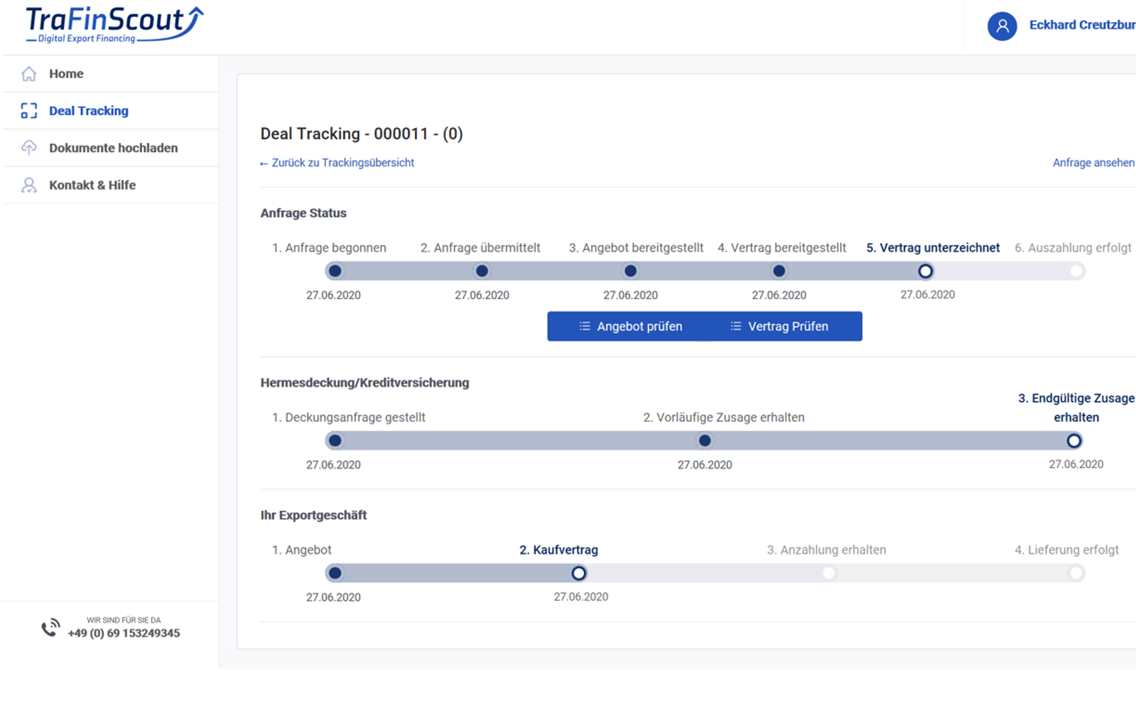 TraFinScout
Digital Export Financing
Eckhard Creutzbur
Home
Deal Tracking
Dokumente hochladen
Kontakt & Hilfe
Deal Tracking - 000011 - (0)
← Zurück zu Trackingsübersicht
Anfrage ansehen
Anfrage Status
1. Anfrage begonnen 2. Anfrage übermittelt 3. Angebot bereitgestellt 4. Vertrag bereitgestellt 5. Vertrag unterzeichnet 6. Auszahlung erfolgt
27.06.2020 27.06.2020 27.06.2020 27.06.2020 27.06.2020
Angebot prüfen Vertrag Prüfen
Hermesdeckung/Kreditversicherung
1. Deckungsanfrage gestellt 2. Vorläufige Zusage erhalten 3. Endgültige Zusage
erhalten
27.06.2020 27.06.2020 27.06.2020
Ihr Exportgeschäft
1. Angebot 2. Kaufvertrag 3. Anzahlung erhalten 4. Lieferung erfolgt
27.06.2020 27.06.2020
WIR SIND FÜR SIE DA
+49 (0) 69 153249345